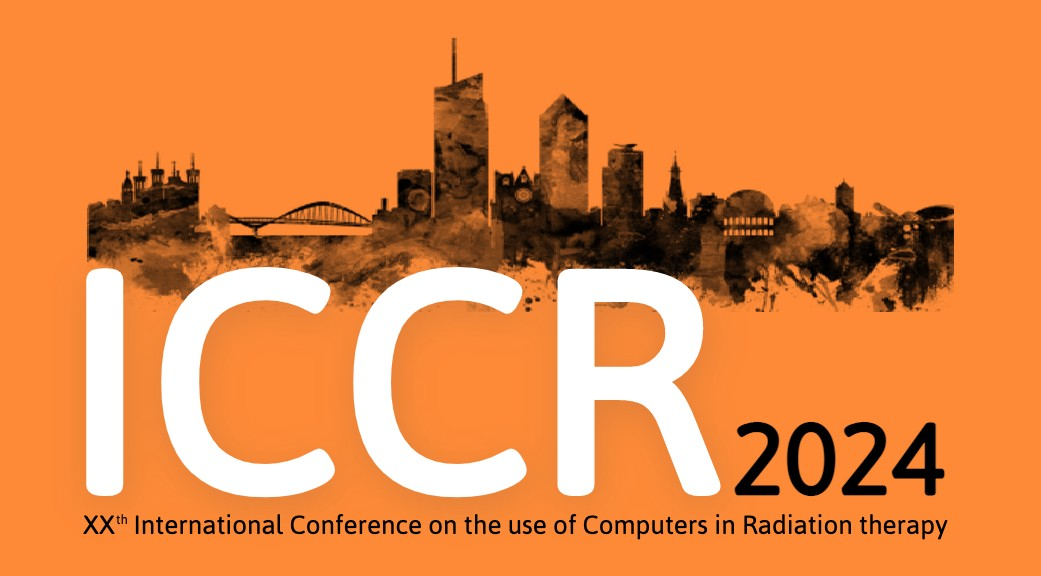 ICCR 2024
XXth International Conference on the use of Computers in Radiation therapy